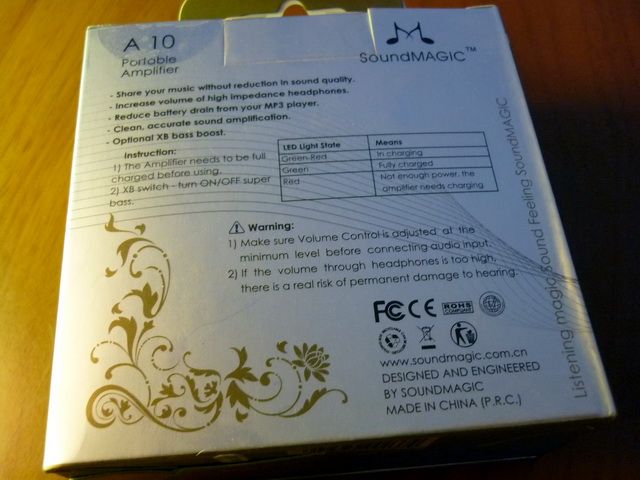 A 10
Portable
Amplifier
SoundMAGIC™
- Share your music without reduction in sound quality.
- Increase volume of high impedance headphones.
- Reduce battery drain from your MP3 player.
- Clean, accurate sound amplification.
- Optional XB bass boost.
Instruction:
1) The Amplifier needs to be full
charged before using.
2) XB switch - turn ON/OFF super
bass.
LED Light State Means
Green-Red In charging
Green Fully charged
Red Not enough power, the
amplifier needs charging
Warning:
1) Make sure Volume Control is adjusted at the
minimum level before connecting audio input.
2) If the volume through headphones is too high,
there is a real risk of permanent damage to hearing.
FC CE ROHS
COMPLIANT
www.soundmagic.com.cn
DESIGNED AND ENGINEERED
BY SOUNDMAGIC
MADE IN CHINA (P.R.C.)
Listening magic Sound Feeling SoundMAGIC